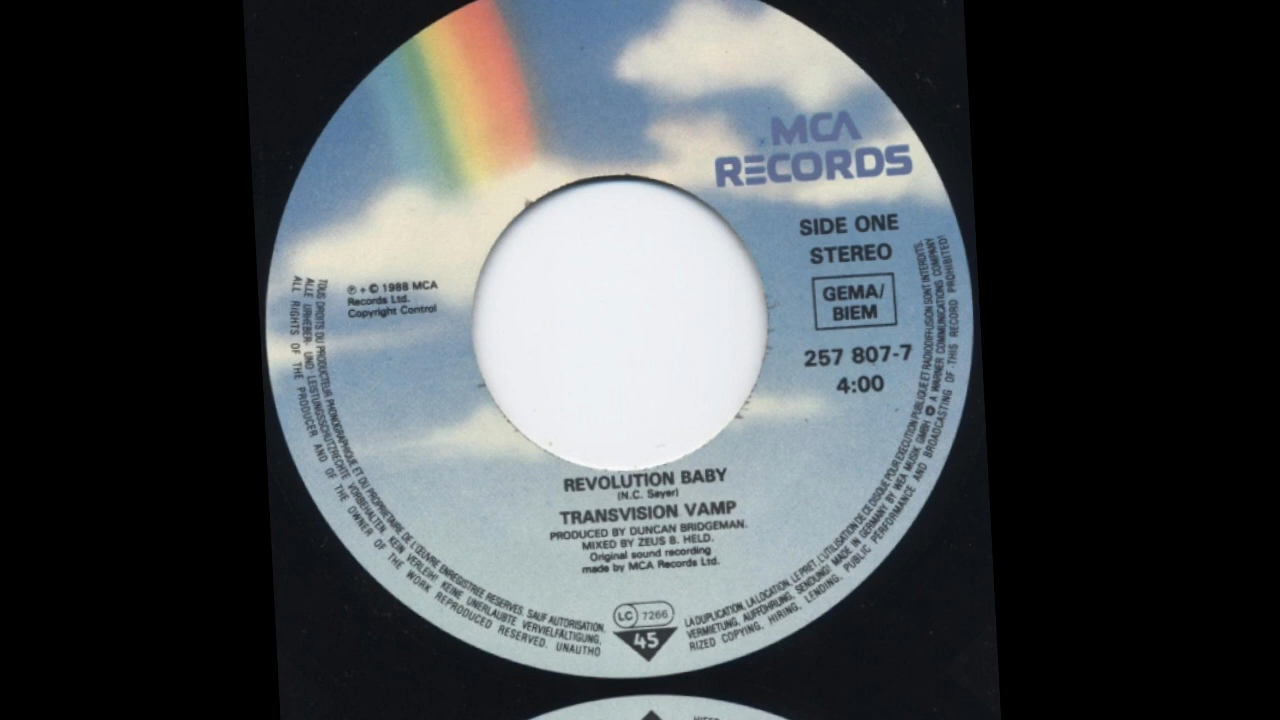 MCA
RECORDS
SIDE ONE
STEREO
GEMA/
BIEM
257 807-7
4:00
℗ + © 1988 MCA
Records Ltd.
Copyright Control
REVOLUTION BABY
(N.C. Sayer)
TRANSVISION VAMP
PRODUCED BY DUNCAN BRIDGEMAN.
MIXED BY ZEUS B. HELD.
Original sound recording
made by MCA Records Ltd.
LC 7266
45
TOUS DROITS DU PRODUCTEUR PHONOGRAPHIQUE ET DU PROPRIETAIRE DE L'ŒUVRE ENREGISTREE RESERVES. SAUF AUTORISATION,
LA DUPLICATION, LA LOCATION, LE PRET, L'UTILISATION DE CE DISQUE POUR EXECUTION PUBLIQUE ET RADIODIFFUSION SONT INTERDITS.
ALLE URHEBER- UND LEISTUNGSSCHUTZRECHTE VORBEHALTEN. KEIN VERLEIH! KEINE UNERLAUBTE VERVIELFÄLTIGUNG,
VERMIETUNG, AUFFÜHRUNG, SENDUNG! MADE IN GERMANY BY WEA MUSIK GMBH A WARNER COMMUNICATIONS COMPANY
ALL RIGHTS OF THE PRODUCER AND OF THE OWNER OF THE WORK REPRODUCED RESERVED. UNAUTHO
RIZED COPYING, HIRING, LENDING, PUBLIC PERFORMANCE AND BROADCASTING OF THIS RECORD PROHIBITED!